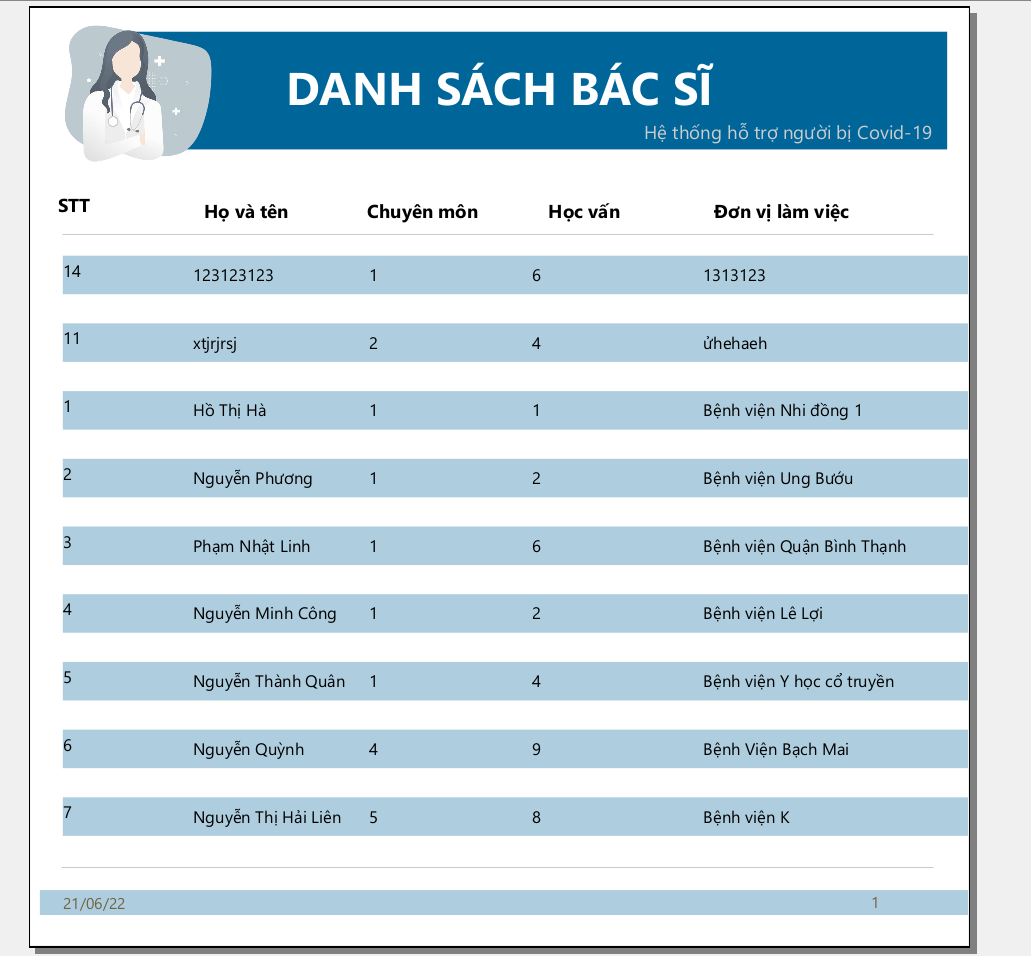 DANH SÁCH BÁC SĨ
Hệ thống hỗ trợ người bị Covid-19
STT Họ và tên Chuyên môn Học vấn Đơn vị làm việc
14 123123123 1 6 1313123
11 xtjrjrsj 2 4 ửhehaeh
1 Hồ Thị Hà 1 1 Bệnh viện Nhi đồng 1
2 Nguyễn Phương 1 2 Bệnh viện Ung Bướu
3 Phạm Nhật Linh 1 6 Bệnh viện Quận Bình Thạnh
4 Nguyễn Minh Công 1 2 Bệnh viện Lê Lợi
5 Nguyễn Thành Quân 1 4 Bệnh viện Y học cổ truyền
6 Nguyễn Quỳnh 4 9 Bệnh Viện Bạch Mai
7 Nguyễn Thị Hải Liên 5 8 Bệnh viện K
21/06/22 1